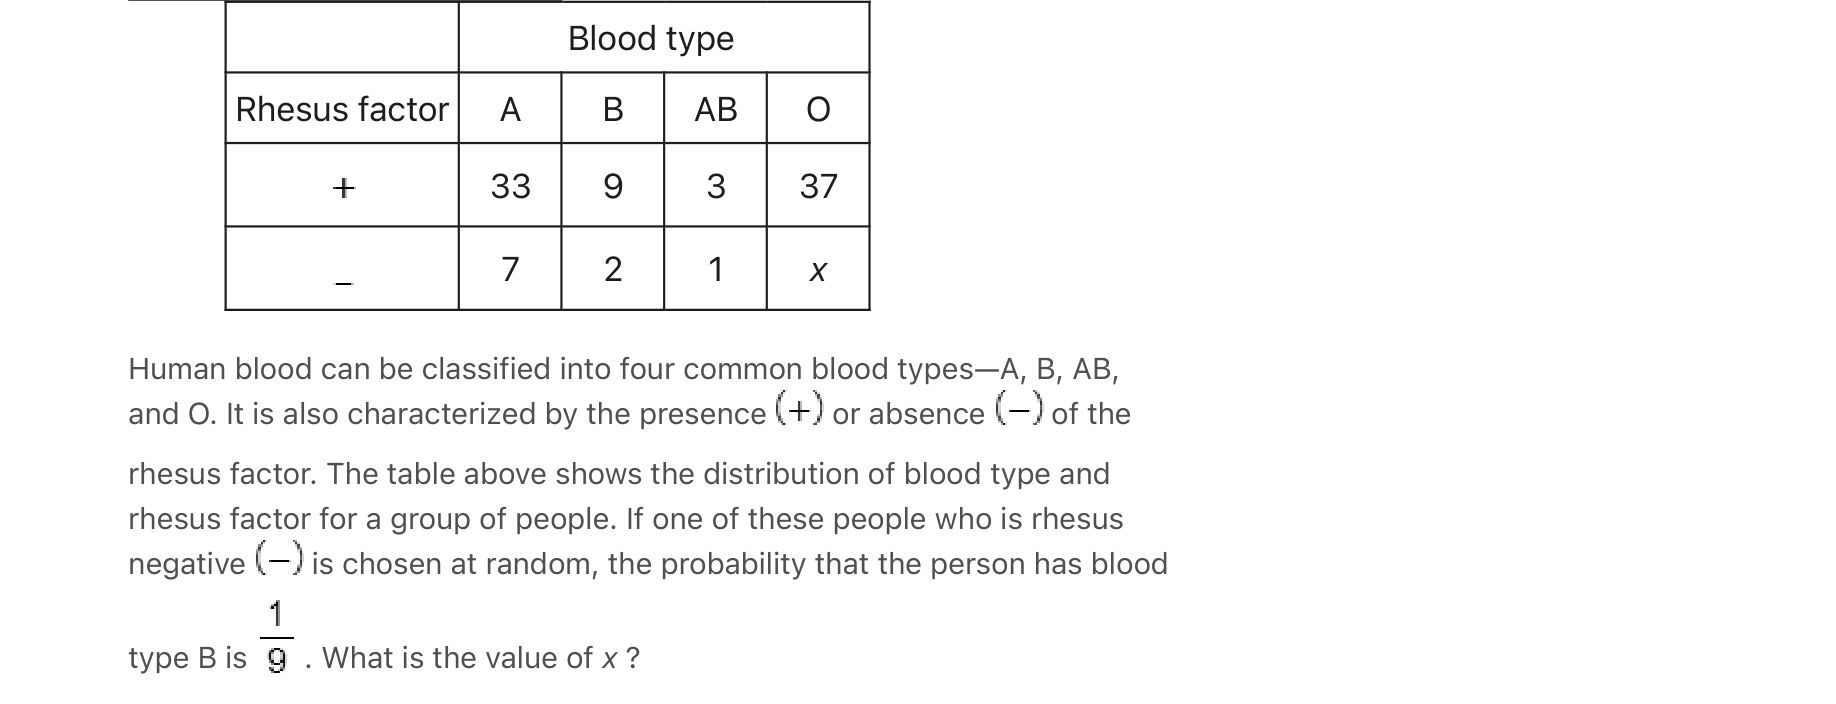 Blood type
Rhesus factor A B AB O
+ 33 9 3 37
− 7 2 1 x
Human blood can be classified into four common blood types—A, B, AB,
and O. It is also characterized by the presence (+) or absence (−) of the
rhesus factor. The table above shows the distribution of blood type and
rhesus factor for a group of people. If one of these people who is rhesus
negative (−) is chosen at random, the probability that the person has blood
type B is 1/9 . What is the value of x ?